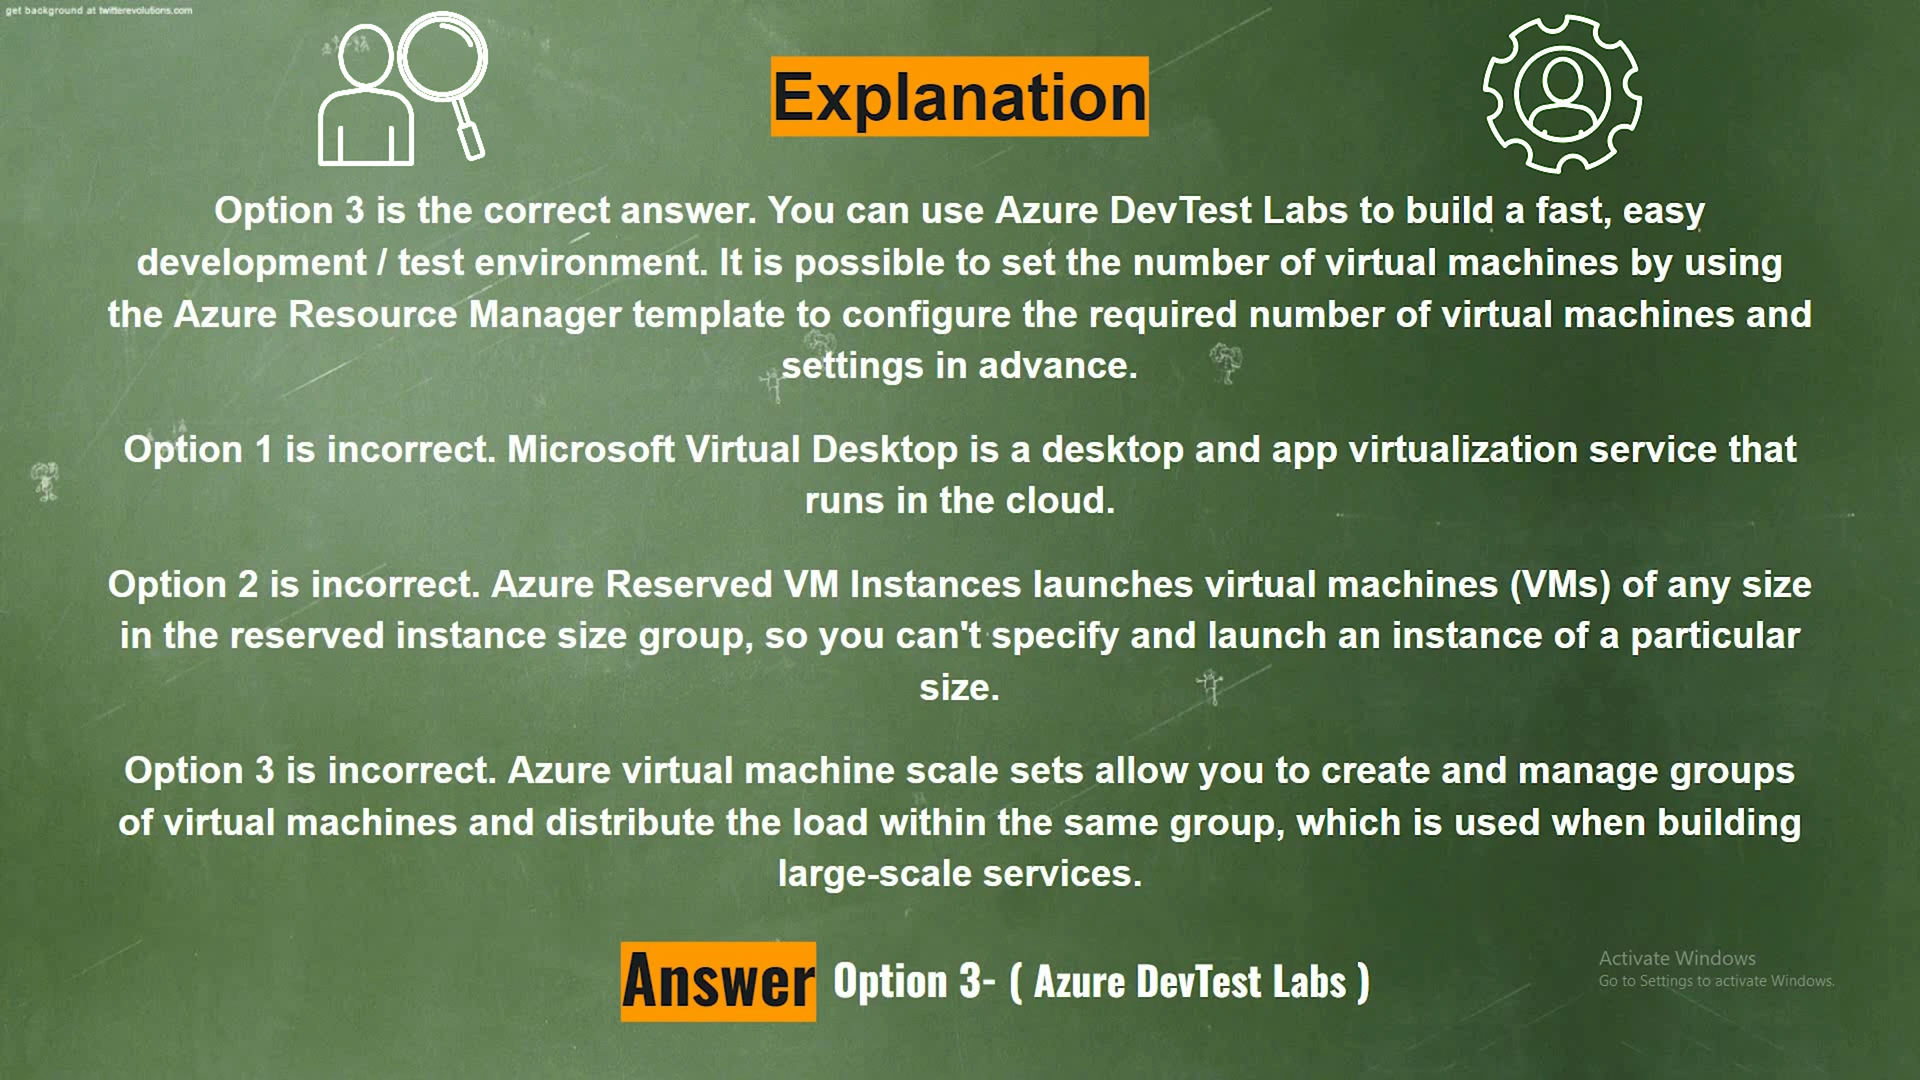 get background at twitterevolutions.com
Explanation
Option 3 is the correct answer. You can use Azure DevTest Labs to build a fast, easy
development / test environment. It is possible to set the number of virtual machines by using
the Azure Resource Manager template to configure the required number of virtual machines and
settings in advance.
Option 1 is incorrect. Microsoft Virtual Desktop is a desktop and app virtualization service that
runs in the cloud.
Option 2 is incorrect. Azure Reserved VM Instances launches virtual machines (VMs) of any size
in the reserved instance size group, so you can't specify and launch an instance of a particular
size.
Option 3 is incorrect. Azure virtual machine scale sets allow you to create and manage groups
of virtual machines and distribute the load within the same group, which is used when building
large-scale services.
Answer Option 3- ( Azure DevTest Labs )
Activate Windows
Go to Settings to activate Windows.